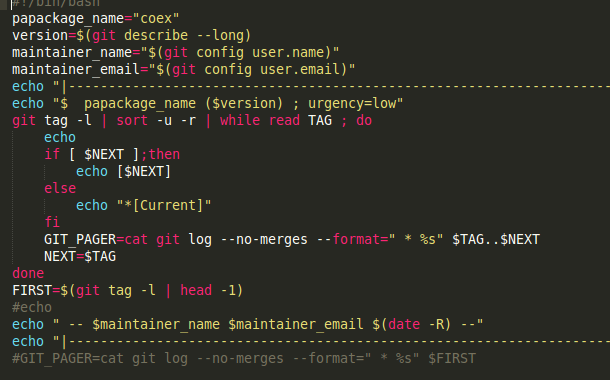 #!/bin/bash
papackage_name="coex"
version=$(git describe --long)
maintainer_name="$(git config user.name)"
maintainer_email="$(git config user.email)"
echo "|---------------------------------------------------------------------
echo "$  papackage_name ($version) ; urgency=low"
git tag -l | sort -u -r | while read TAG ; do
    echo
    if [ $NEXT ];then
        echo [$NEXT]
    else
        echo "*[Current]"
    fi
    GIT_PAGER=cat git log --no-merges --format=" * %s" $TAG..$NEXT
    NEXT=$TAG
done
FIRST=$(git tag -l | head -1)
#echo
echo " -- $maintainer_name $maintainer_email $(date -R) --"
echo "|---------------------------------------------------------------------
#GIT_PAGER=cat git log --no-merges --format=" * %s" $FIRST